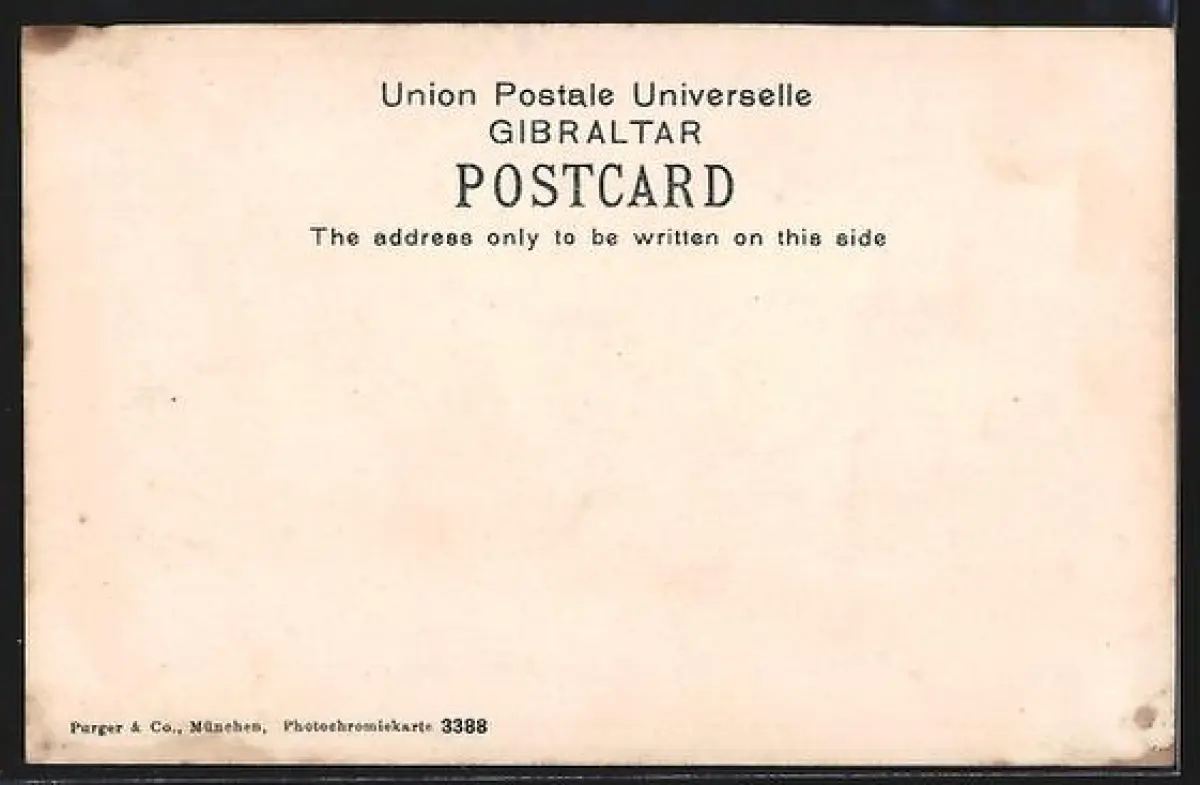 Union Postale Universelle
GIBRALTAR
POSTCARD
The address only to be written on this side
Purger & Co., München, Photochromiekarte 3388